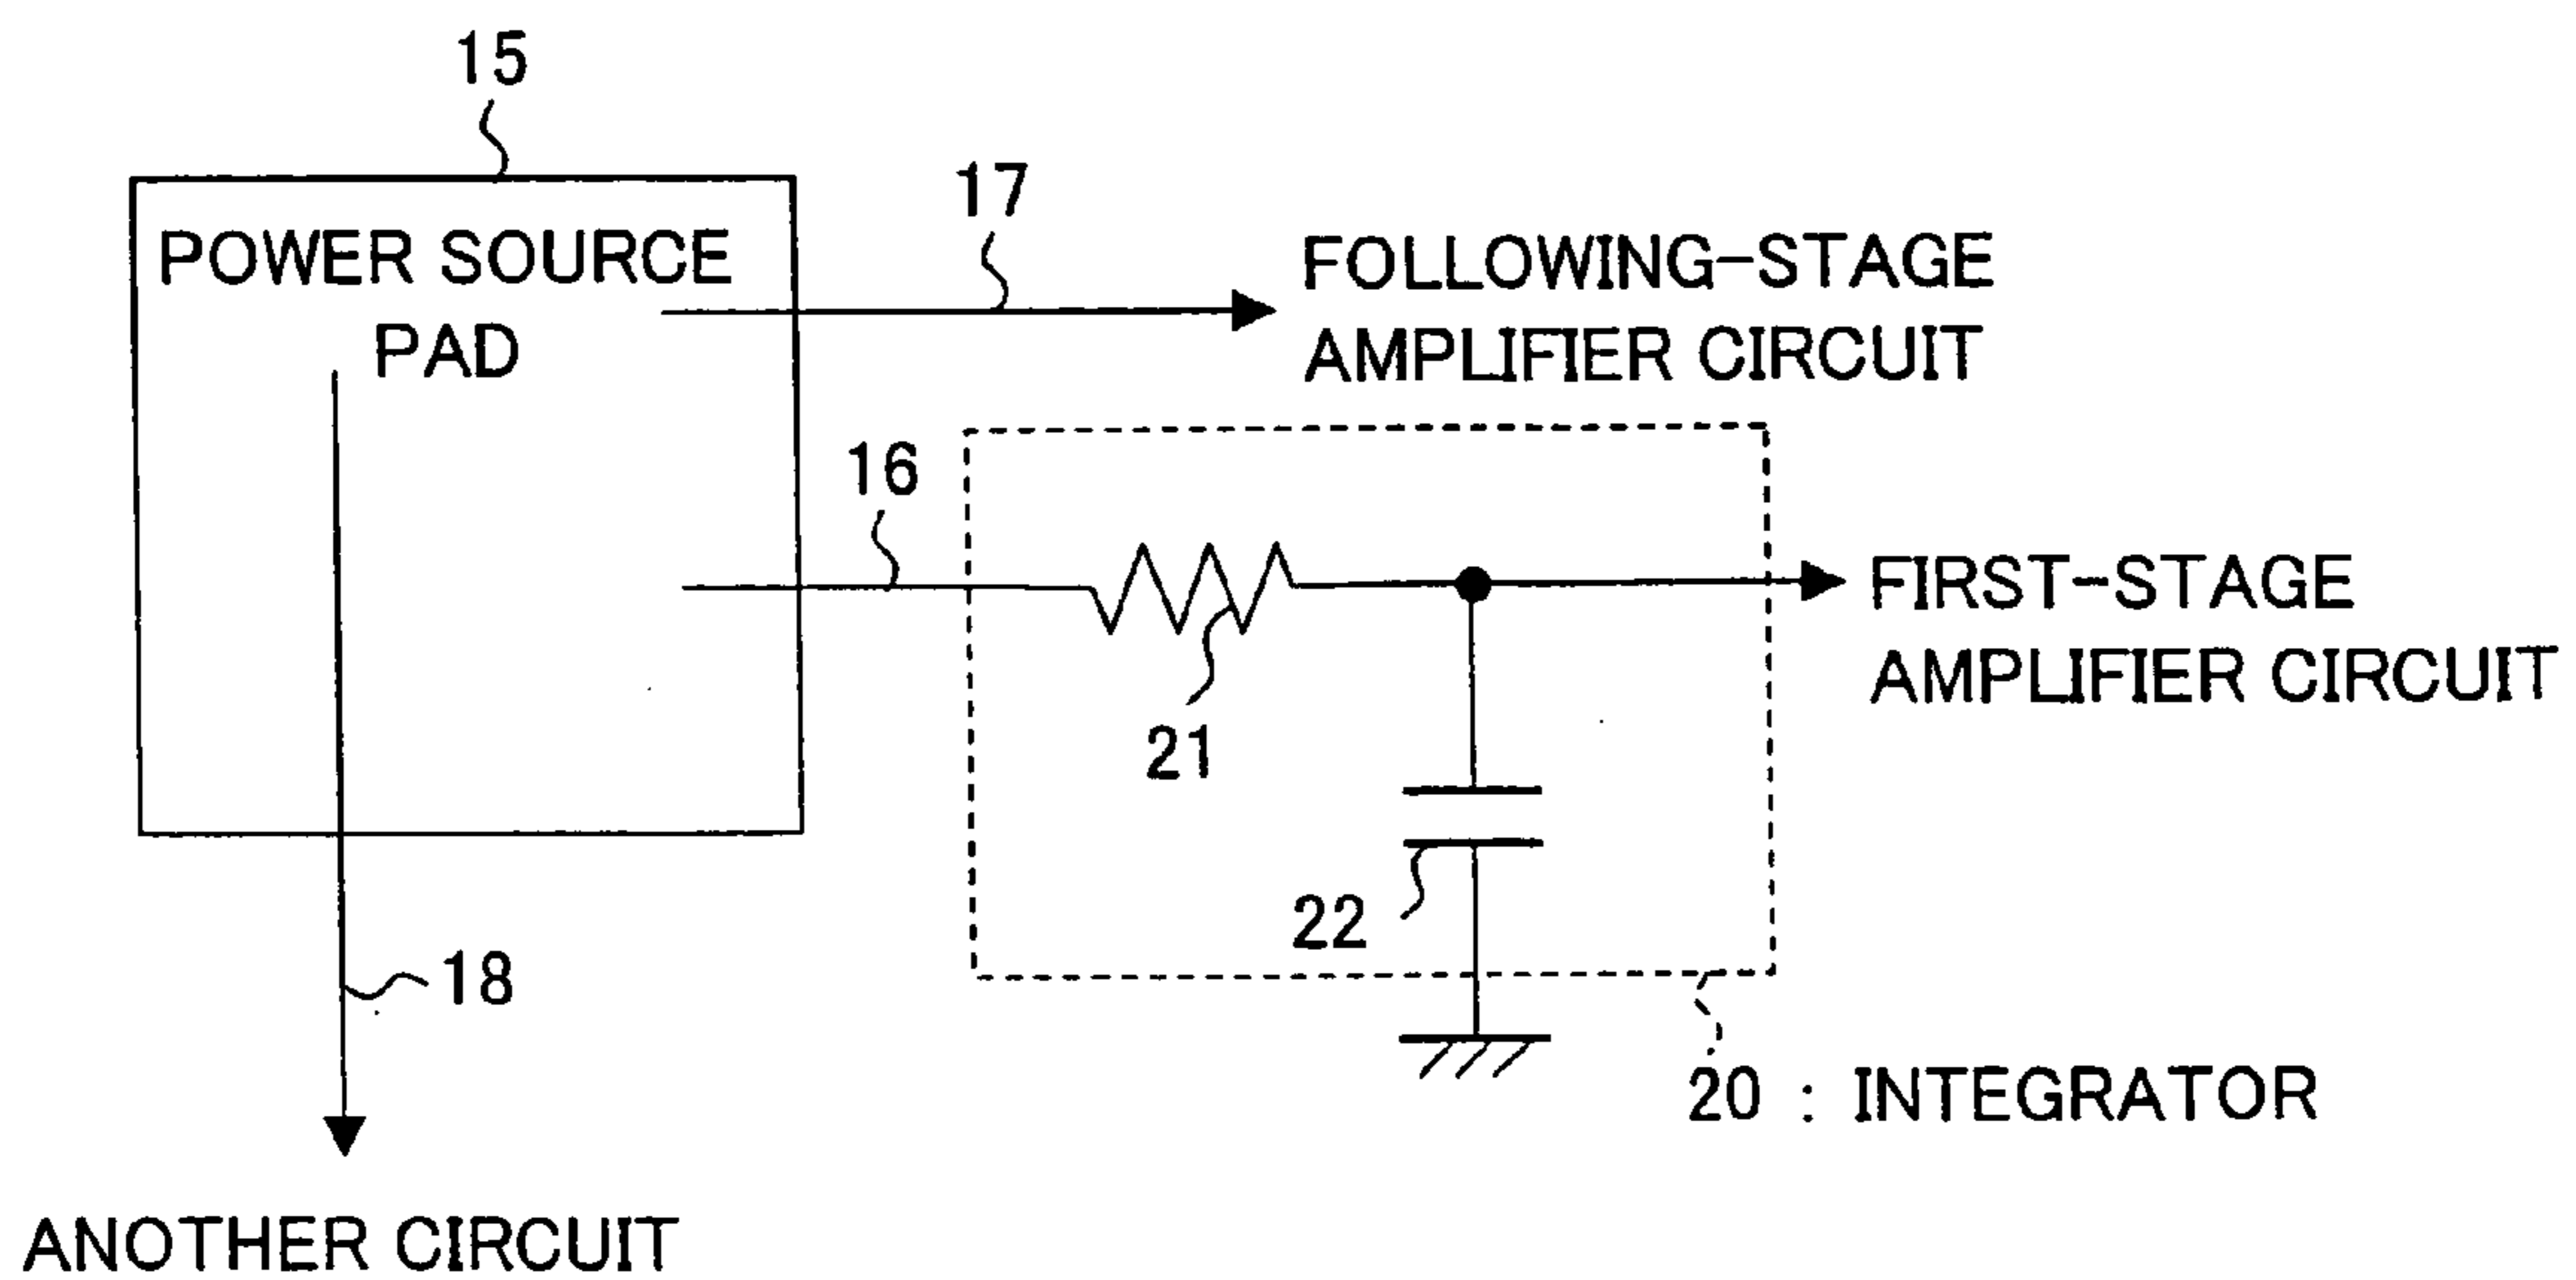 15
POWER SOURCE
PAD
17
FOLLOWING-STAGE
AMPLIFIER CIRCUIT
16
FIRST-STAGE
AMPLIFIER CIRCUIT
21
22
18
20 : INTEGRATOR
ANOTHER CIRCUIT